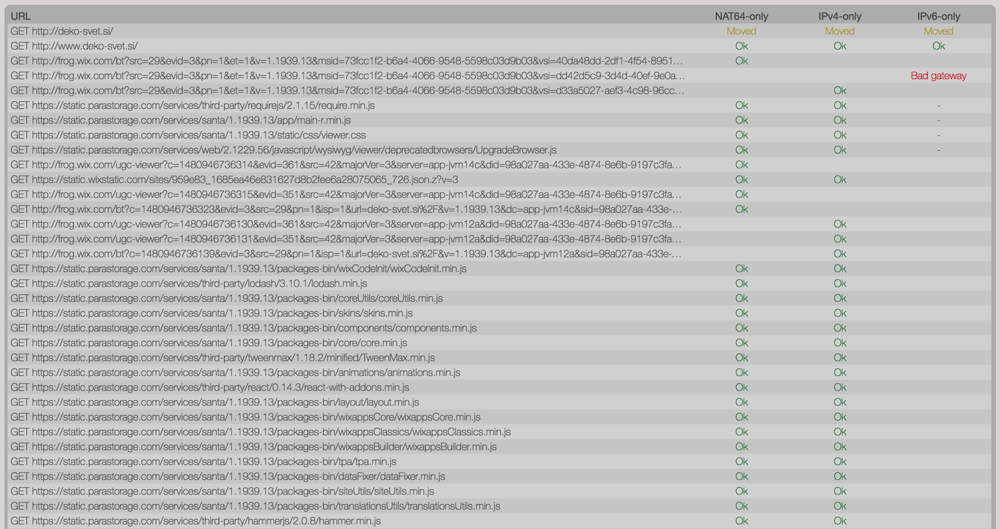 URL NAT64-only IPv4-only IPv6-only
GET http://deko-svet.si/ Moved Moved Moved
GET http://www.deko-svet.si/ Ok Ok Ok
GET http://frog.wix.com/bt?src=29&evid=3&pn=1&et=1&v=1.1939.13&msid=73fcc1f2-b6a4-4066-9548-5598c03d9b03&vsi=40da48dd-2df1-4f54-8951... Ok
GET http://frog.wix.com/bt?src=29&evid=3&pn=1&et=1&v=1.1939.13&msid=73fcc1f2-b6a4-4066-9548-5598c03d9b03&vsi=dd42d5c9-3d4d-40ef-9e0a... Bad gateway
GET http://frog.wix.com/bt?src=29&evid=3&pn=1&et=1&v=1.1939.13&msid=73fcc1f2-b6a4-4066-9548-5598c03d9b03&vsi=d33a5027-aef3-4c98-96cc... Ok
GET https://static.parastorage.com/services/third-party/requirejs/2.1.15/require.min.js Ok Ok -
GET https://static.parastorage.com/services/santa/1.1939.13/app/main-r.min.js Ok Ok -
GET https://static.parastorage.com/services/santa/1.1939.13/static/css/viewer.css Ok Ok -
GET https://static.parastorage.com/services/web/2.1229.56/javascript/wysiwyg/viewer/deprecatedbrowsers/UpgradeBrowser.js Ok Ok -
GET http://frog.wix.com/ugc-viewer?c=1480946736314&evid=361&src=42&majorVer=3&server=app-jvm14c&did=98a027aa-433e-4874-8e6b-9197c3fa... Ok
GET https://static.wixstatic.com/sites/959e83_1685ea46e831627d8b2fee6a28075065_726.json.z?v=3 Ok Ok
GET http://frog.wix.com/ugc-viewer?c=1480946736315&evid=351&src=42&majorVer=3&server=app-jvm14c&did=98a027aa-433e-4874-8e6b-9197c3fa... Ok
GET http://frog.wix.com/bt?c=1480946736323&evid=3&src=29&pn=1&isp=1&url=deko-svet.si%2F&v=1.1939.13&dc=app-jvm14c&sid=98a027aa-433e-... Ok
GET http://frog.wix.com/ugc-viewer?c=1480946736130&evid=361&src=42&majorVer=3&server=app-jvm12a&did=98a027aa-433e-4874-8e6b-9197c3fa... Ok
GET http://frog.wix.com/ugc-viewer?c=1480946736131&evid=351&src=42&majorVer=3&server=app-jvm12a&did=98a027aa-433e-4874-8e6b-9197c3fa... Ok
GET http://frog.wix.com/bt?c=1480946736139&evid=3&src=29&pn=1&isp=1&url=deko-svet.si%2F&v=1.1939.13&dc=app-jvm12a&sid=98a027aa-433e-... Ok
GET https://static.parastorage.com/services/santa/1.1939.13/packages-bin/wixCodeInit/wixCodeInit.min.js Ok Ok
GET https://static.parastorage.com/services/third-party/lodash/3.10.1/lodash.min.js Ok Ok
GET https://static.parastorage.com/services/santa/1.1939.13/packages-bin/coreUtils/coreUtils.min.js Ok Ok
GET https://static.parastorage.com/services/santa/1.1939.13/packages-bin/skins/skins.min.js Ok Ok
GET https://static.parastorage.com/services/santa/1.1939.13/packages-bin/components/components.min.js Ok Ok
GET https://static.parastorage.com/services/santa/1.1939.13/packages-bin/core/core.min.js Ok Ok
GET https://static.parastorage.com/services/third-party/tweenmax/1.18.2/minified/TweenMax.min.js Ok Ok
GET https://static.parastorage.com/services/santa/1.1939.13/packages-bin/animations/animations.min.js Ok Ok
GET https://static.parastorage.com/services/third-party/react/0.14.3/react-with-addons.min.js Ok Ok
GET https://static.parastorage.com/services/santa/1.1939.13/packages-bin/layout/layout.min.js Ok Ok
GET https://static.parastorage.com/services/santa/1.1939.13/packages-bin/wixappsCore/wixappsCore.min.js Ok Ok
GET https://static.parastorage.com/services/santa/1.1939.13/packages-bin/wixappsClassics/wixappsClassics.min.js Ok Ok
GET https://static.parastorage.com/services/santa/1.1939.13/packages-bin/wixappsBuilder/wixappsBuilder.min.js Ok Ok
GET https://static.parastorage.com/services/santa/1.1939.13/packages-bin/tpa/tpa.min.js Ok Ok
GET https://static.parastorage.com/services/santa/1.1939.13/packages-bin/dataFixer/dataFixer.min.js Ok Ok
GET https://static.parastorage.com/services/santa/1.1939.13/packages-bin/siteUtils/siteUtils.min.js Ok Ok
GET https://static.parastorage.com/services/santa/1.1939.13/packages-bin/translationsUtils/translationsUtils.min.js Ok Ok
GET https://static.parastorage.com/services/third-party/hammerjs/2.0.8/hammer.min.js Ok Ok